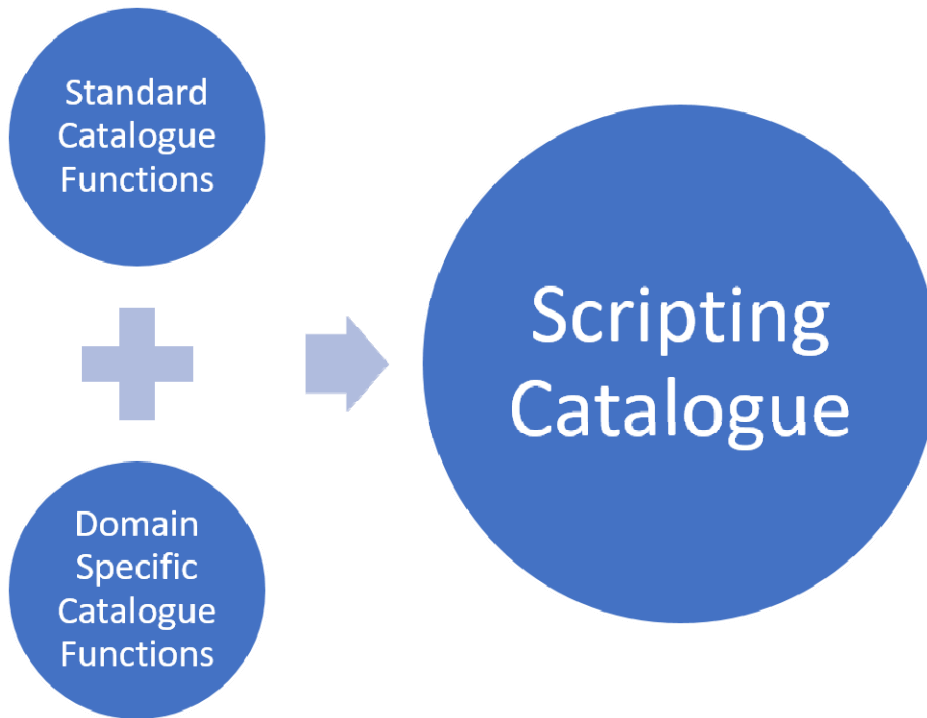 Standard
Catalogue
Functions
Domain
Specific
Catalogue
Functions
Scripting
Catalogue